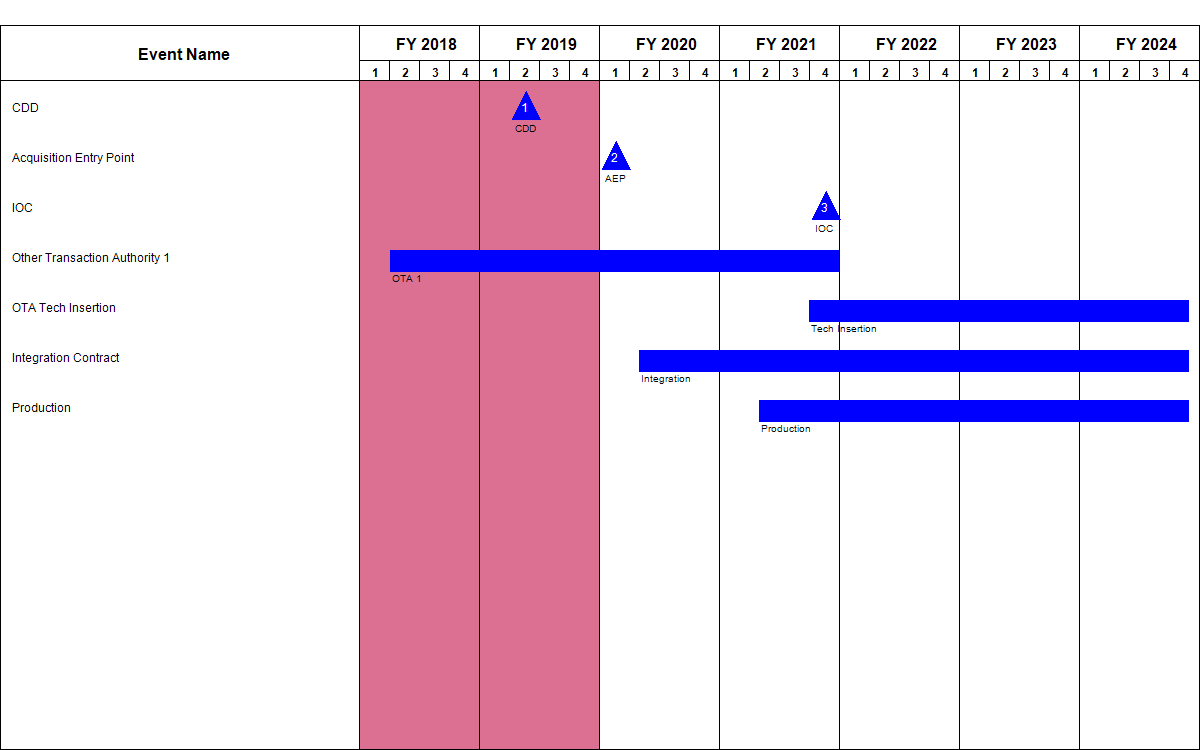 Event Name FY 2018 FY 2019 FY 2020 FY 2021 FY 2022 FY 2023 FY 2024
1 2 3 4 1 2 3 4 1 2 3 4 1 2 3 4 1 2 3 4 1 2 3 4 1 2 3 4
CDD 1
CDD
Acquisition Entry Point 2
AEP
IOC 3
IOC
Other Transaction Authority 1
OTA 1
OTA Tech Insertion
Tech Insertion
Integration Contract
Integration
Production
Production